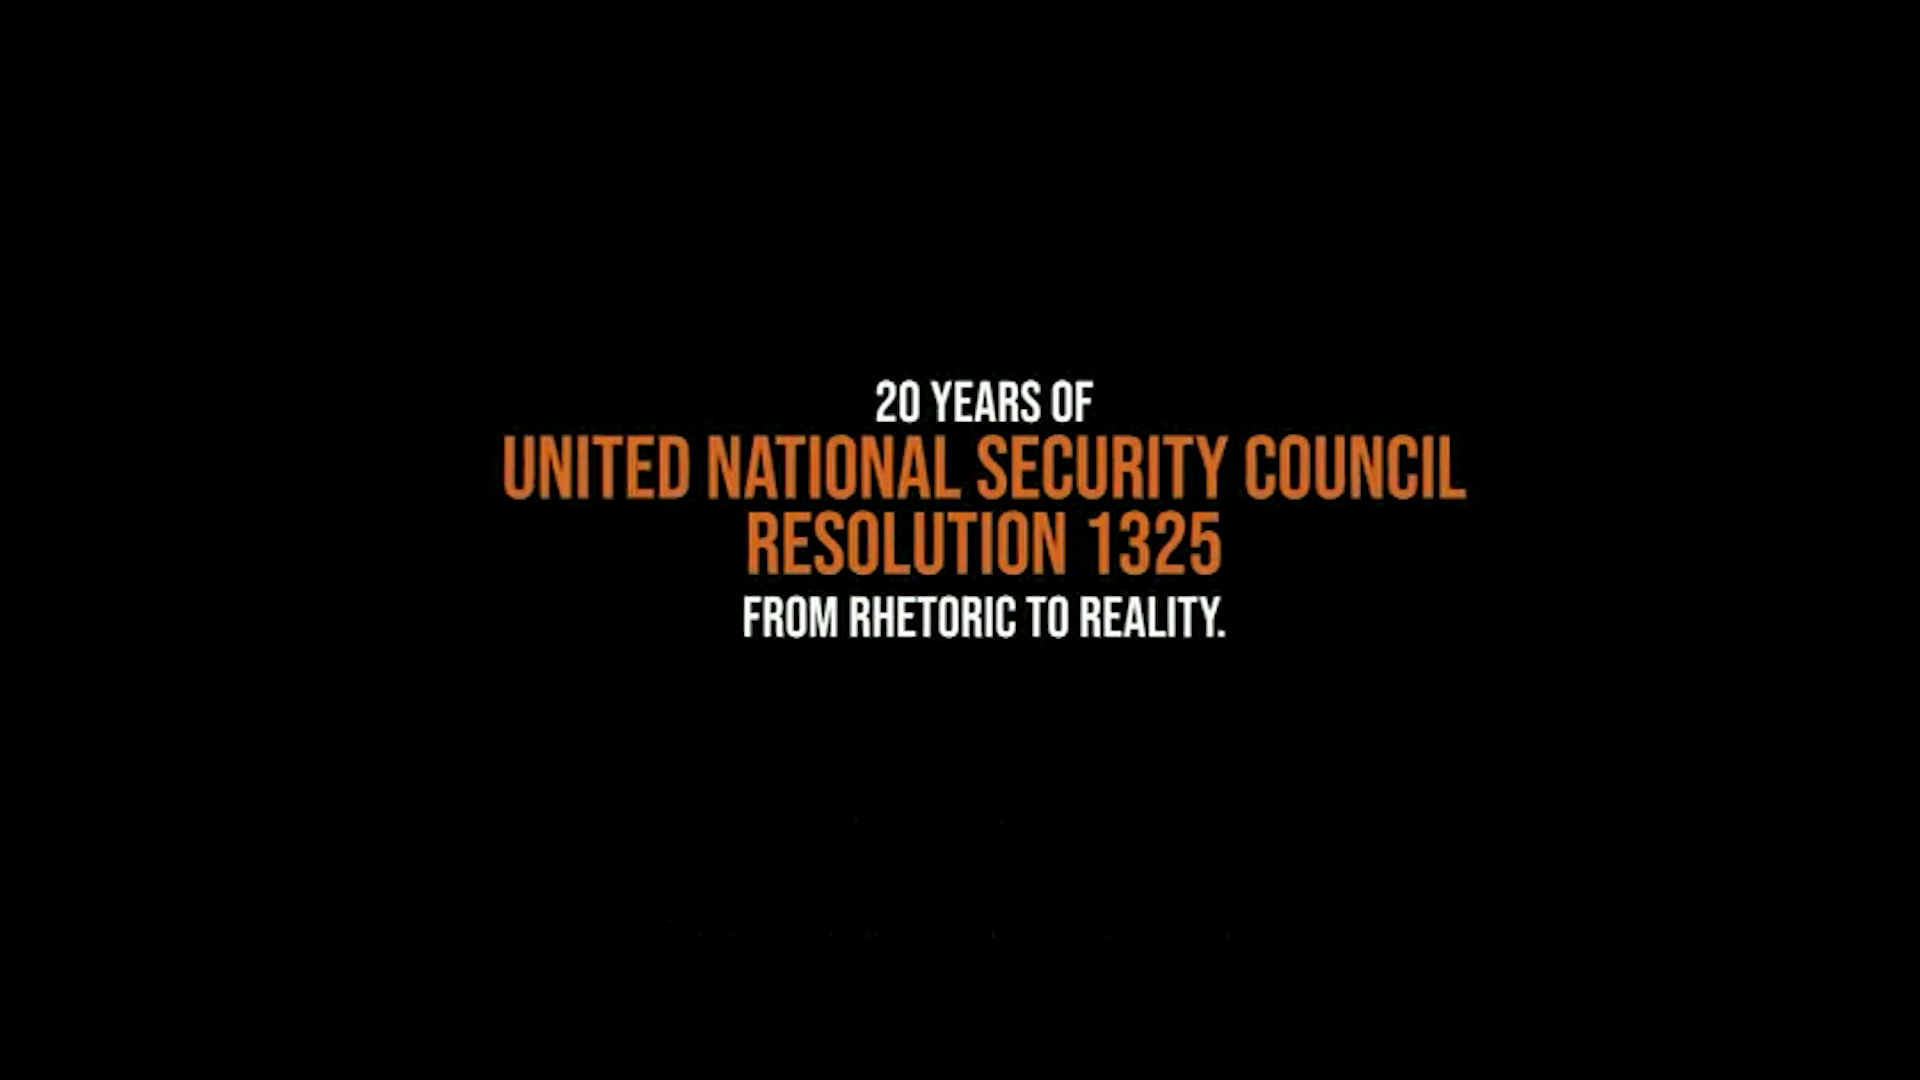 20 YEARS OF
UNITED NATIONAL SECURITY COUNCIL
RESOLUTION 1325
FROM RHETORIC TO REALITY.